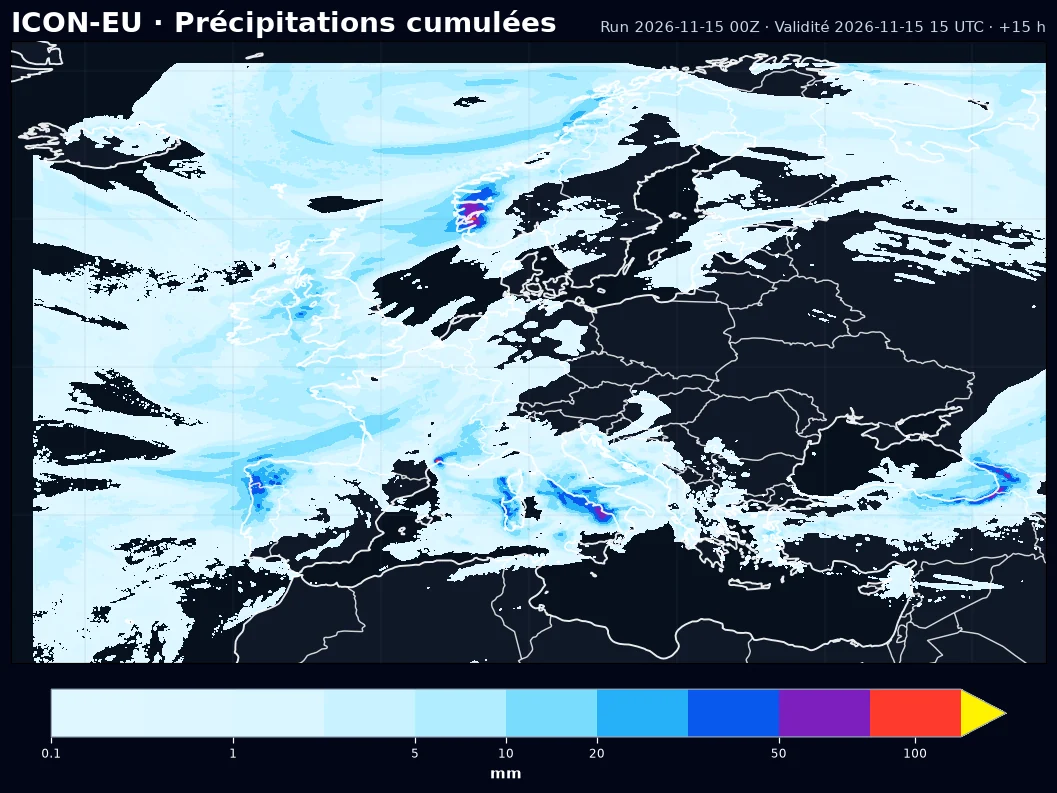 ICON-EU · Précipitations cumulées
Run 2026-11-15 00Z · Validité 2026-11-15 15 UTC · +15 h
0.1 1 5 10 20 50 100
mm